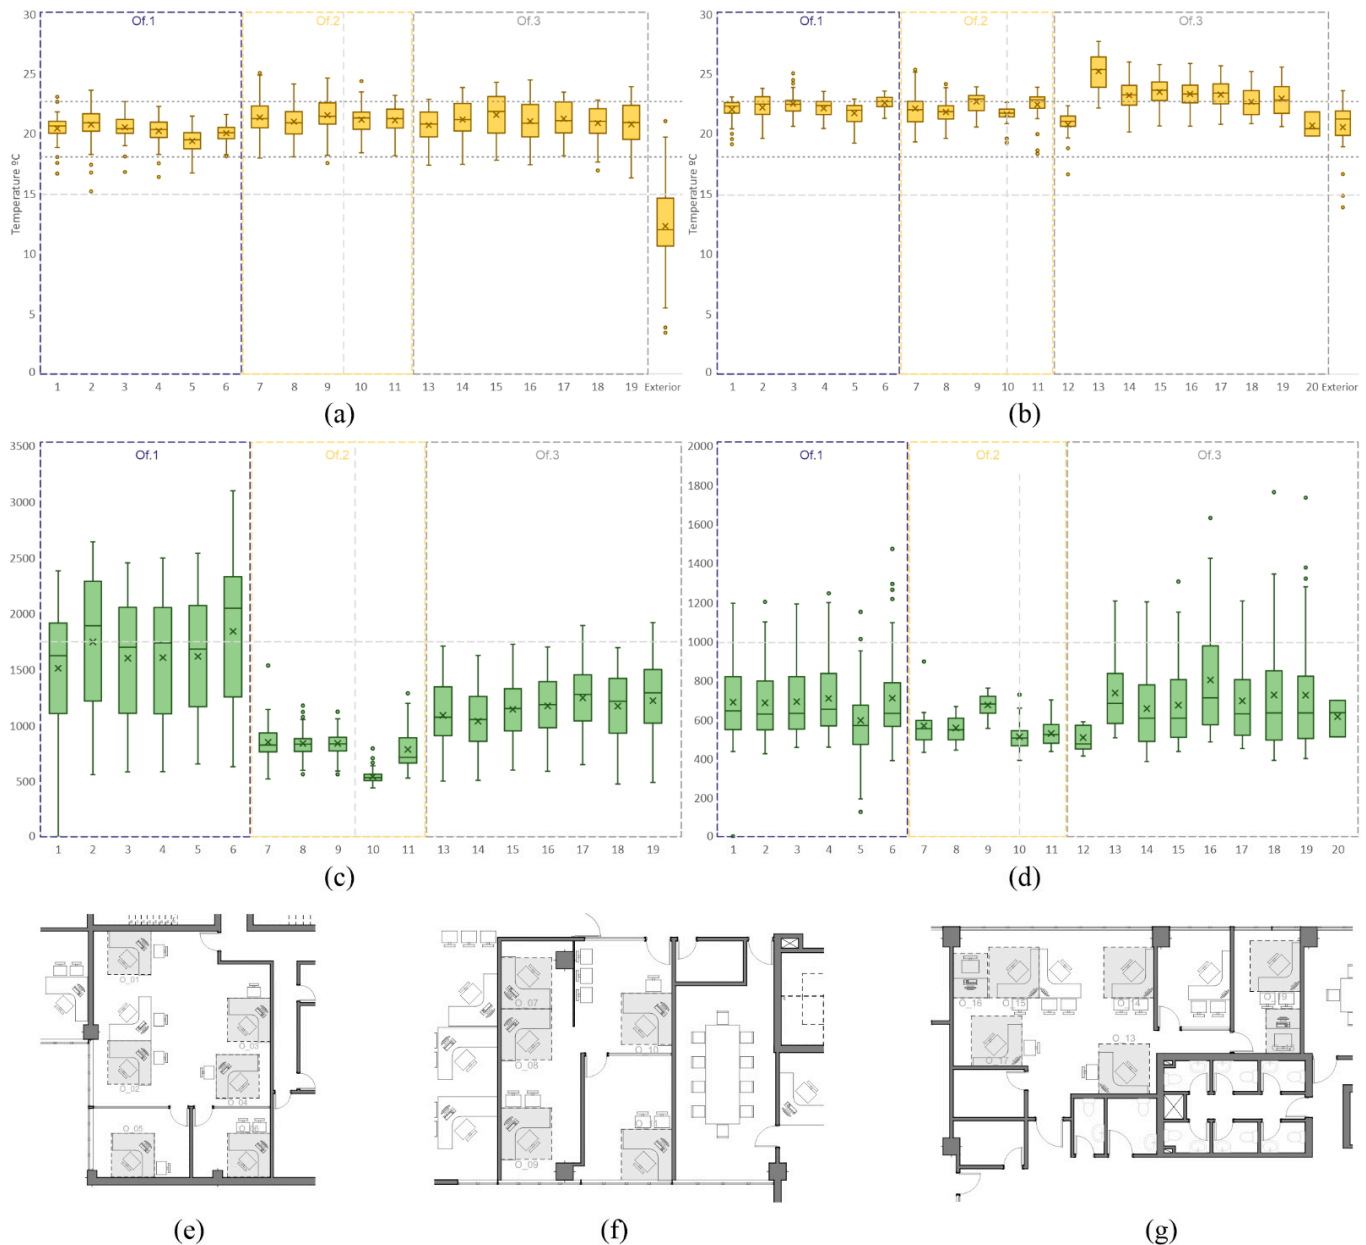 30
25
20
15
10
5
0
Temperature ºC
Of.1
Of.2
Of.3
1 2 3 4 5 6 7 8 9 10 11 13 14 15 16 17 18 19 Exterior
(a)
30
25
20
15
10
5
0
Temperature ºC
Of.1
Of.2
Of.3
1 2 3 4 5 6 7 8 9 10 11 12 13 14 15 16 17 18 19 20 Exterior
(b)
3500
3000
2500
2000
1500
1000
500
0
Of.1
Of.2
Of.3
1 2 3 4 5 6 7 8 9 10 11 13 14 15 16 17 18 19
(c)
2000
1800
1600
1400
1200
1000
800
600
400
200
0
Of.1
Of.2
Of.3
1 2 3 4 5 6 7 8 9 10 11 12 13 14 15 16 17 18 19 20
(d)
O_01
O_03
O_02
O_04
O_05
(e)
O_07
O_10
O_08
O_09
(f)
O_16
O_15
O_13
O_17
(g)